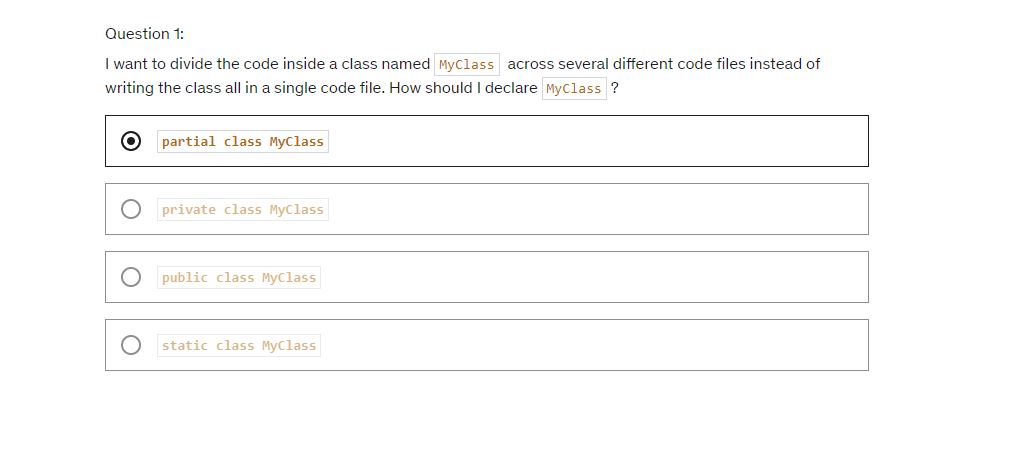 Question 1:
I want to divide the code inside a class named MyClass across several different code files instead of
writing the class all in a single code file. How should I declare MyClass ?
partial class MyClass
private class MyClass
public class MyClass
static class MyClass